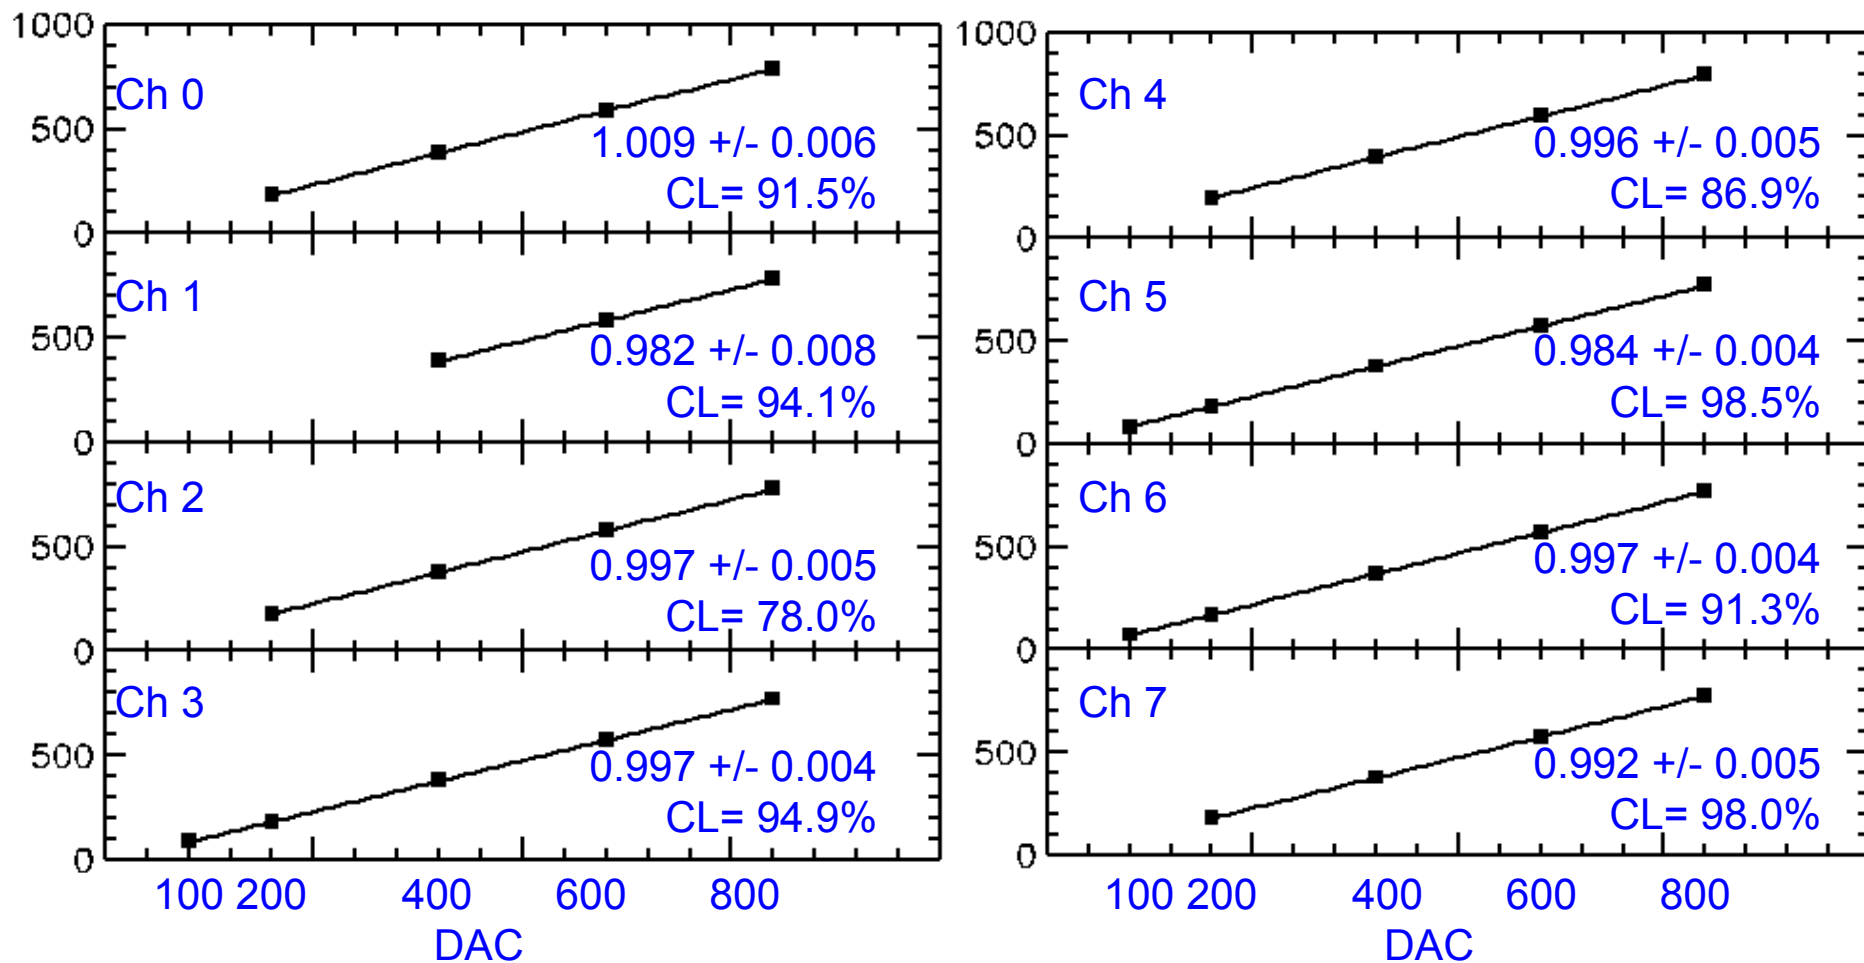 1000
Ch 0
500
1.009 +/- 0.006
CL= 91.5%
0
Ch 1
500
0.982 +/- 0.008
CL= 94.1%
0
Ch 2
500
0.997 +/- 0.005
CL= 78.0%
0
Ch 3
500
0.997 +/- 0.004
CL= 94.9%
0
100 200 400 600 800
DAC
1000
Ch 4
500
0.996 +/- 0.005
CL= 86.9%
0
Ch 5
500
0.984 +/- 0.004
CL= 98.5%
0
Ch 6
500
0.997 +/- 0.004
CL= 91.3%
0
Ch 7
500
0.992 +/- 0.005
CL= 98.0%
0
100 200 400 600 800
DAC